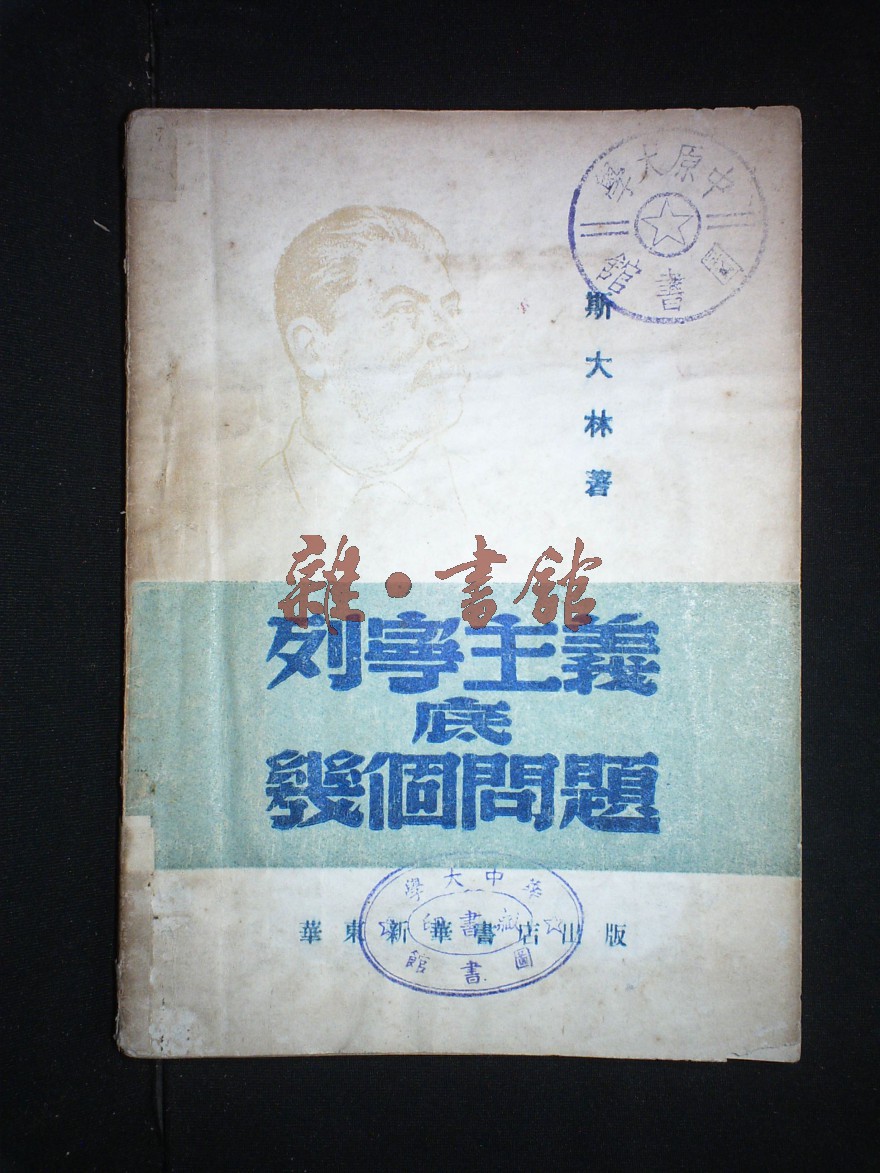 中原大學
圖書館
斯大林著
雜·書館
列寧主義
底
幾個問題
華中大學
藏書印
圖書館
華東新華書店出版